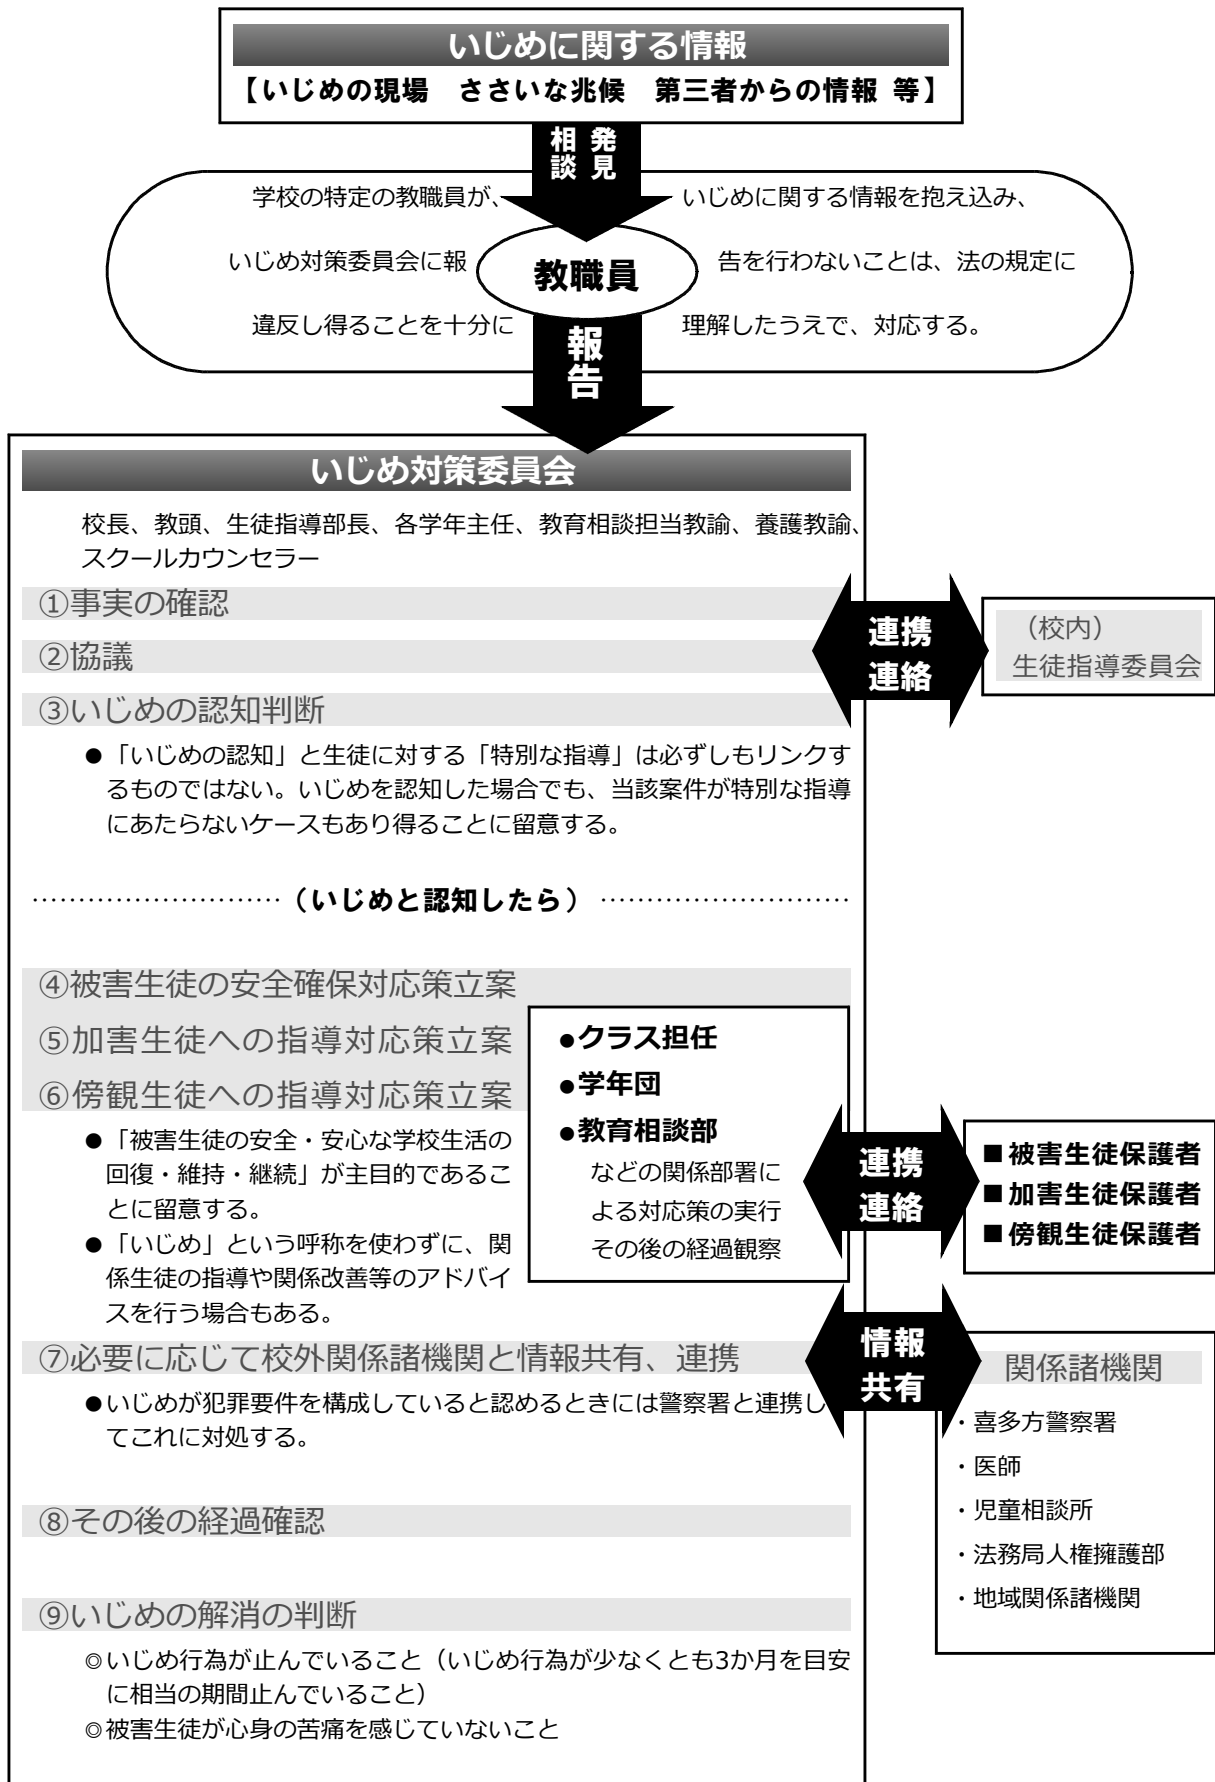 いじめに関する情報
【いじめの現場　ささいな兆候　第三者からの情報 等】
発見
相談
学校の特定の教職員が、いじめに関する情報を抱え込み、
いじめ対策委員会に報告を行わないことは、法の規定に
違反し得ることを十分に理解したうえで、対応する。
教職員
報告
いじめ対策委員会
校長、教頭、生徒指導部長、各学年主任、教育相談担当教諭、養護教諭、
スクールカウンセラー
①事実の確認
②協議
③いじめの認知判断
●「いじめの認知」と生徒に対する「特別な指導」は必ずしもリンクす
るものではない。いじめを認知した場合でも、当該案件が特別な指導
にあたらないケースもあり得ることに留意する。
連携
連絡
（校内）
生徒指導委員会
………………………（いじめと認知したら）………………………
④被害生徒の安全確保対応策立案
⑤加害生徒への指導対応策立案
⑥傍観生徒への指導対応策立案
●「被害生徒の安全・安心な学校生活の
回復・維持・継続」が主目的であるこ
とに留意する。
●「いじめ」という呼称を使わずに、関
係生徒の指導や関係改善等のアドバイ
スを行う場合もある。
●クラス担任
●学年団
●教育相談部
などの関係部署に
よる対応策の実行
その後の経過観察
連携
連絡
■被害生徒保護者
■加害生徒保護者
■傍観生徒保護者
⑦必要に応じて校外関係諸機関と情報共有、連携
●いじめが犯罪要件を構成していると認めるときには警察署と連携し
てこれに対処する。
情報
共有
関係諸機関
・喜多方警察署
・医師
・児童相談所
・法務局人権擁護部
・地域関係諸機関
⑧その後の経過確認
⑨いじめの解消の判断
◎いじめ行為が止んでいること（いじめ行為が少なくとも3か月を目安
に相当の期間止んでいること）
◎被害生徒が心身の苦痛を感じていないこと